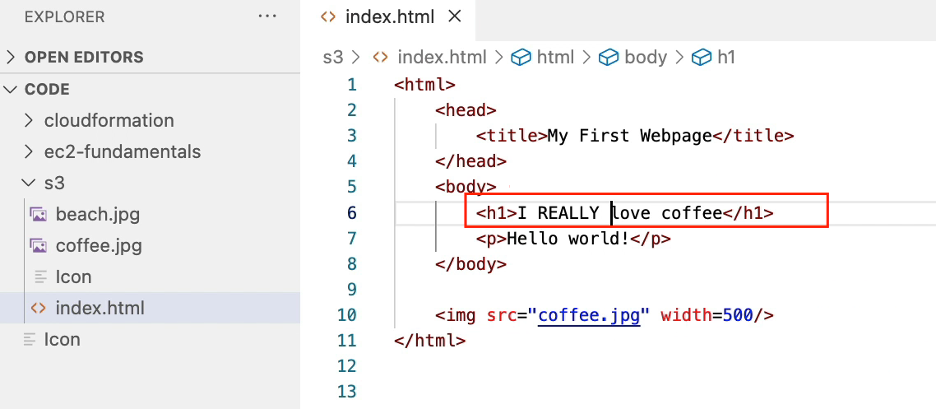 EXPLORER ...
OPEN EDITORS
CODE
cloudformation
ec2-fundamentals
s3
beach.jpg
coffee.jpg
Icon
index.html
Icon
index.html
s3 > index.html > html > body > h1
1 <html>
2 <head>
3 <title>My First Webpage</title>
4 </head>
5 <body>
6 <h1>I REALLY love coffee</h1>
7 <p>Hello world!</p>
8 </body>
9
10 <img src="coffee.jpg" width=500/>
11 </html>
12
13